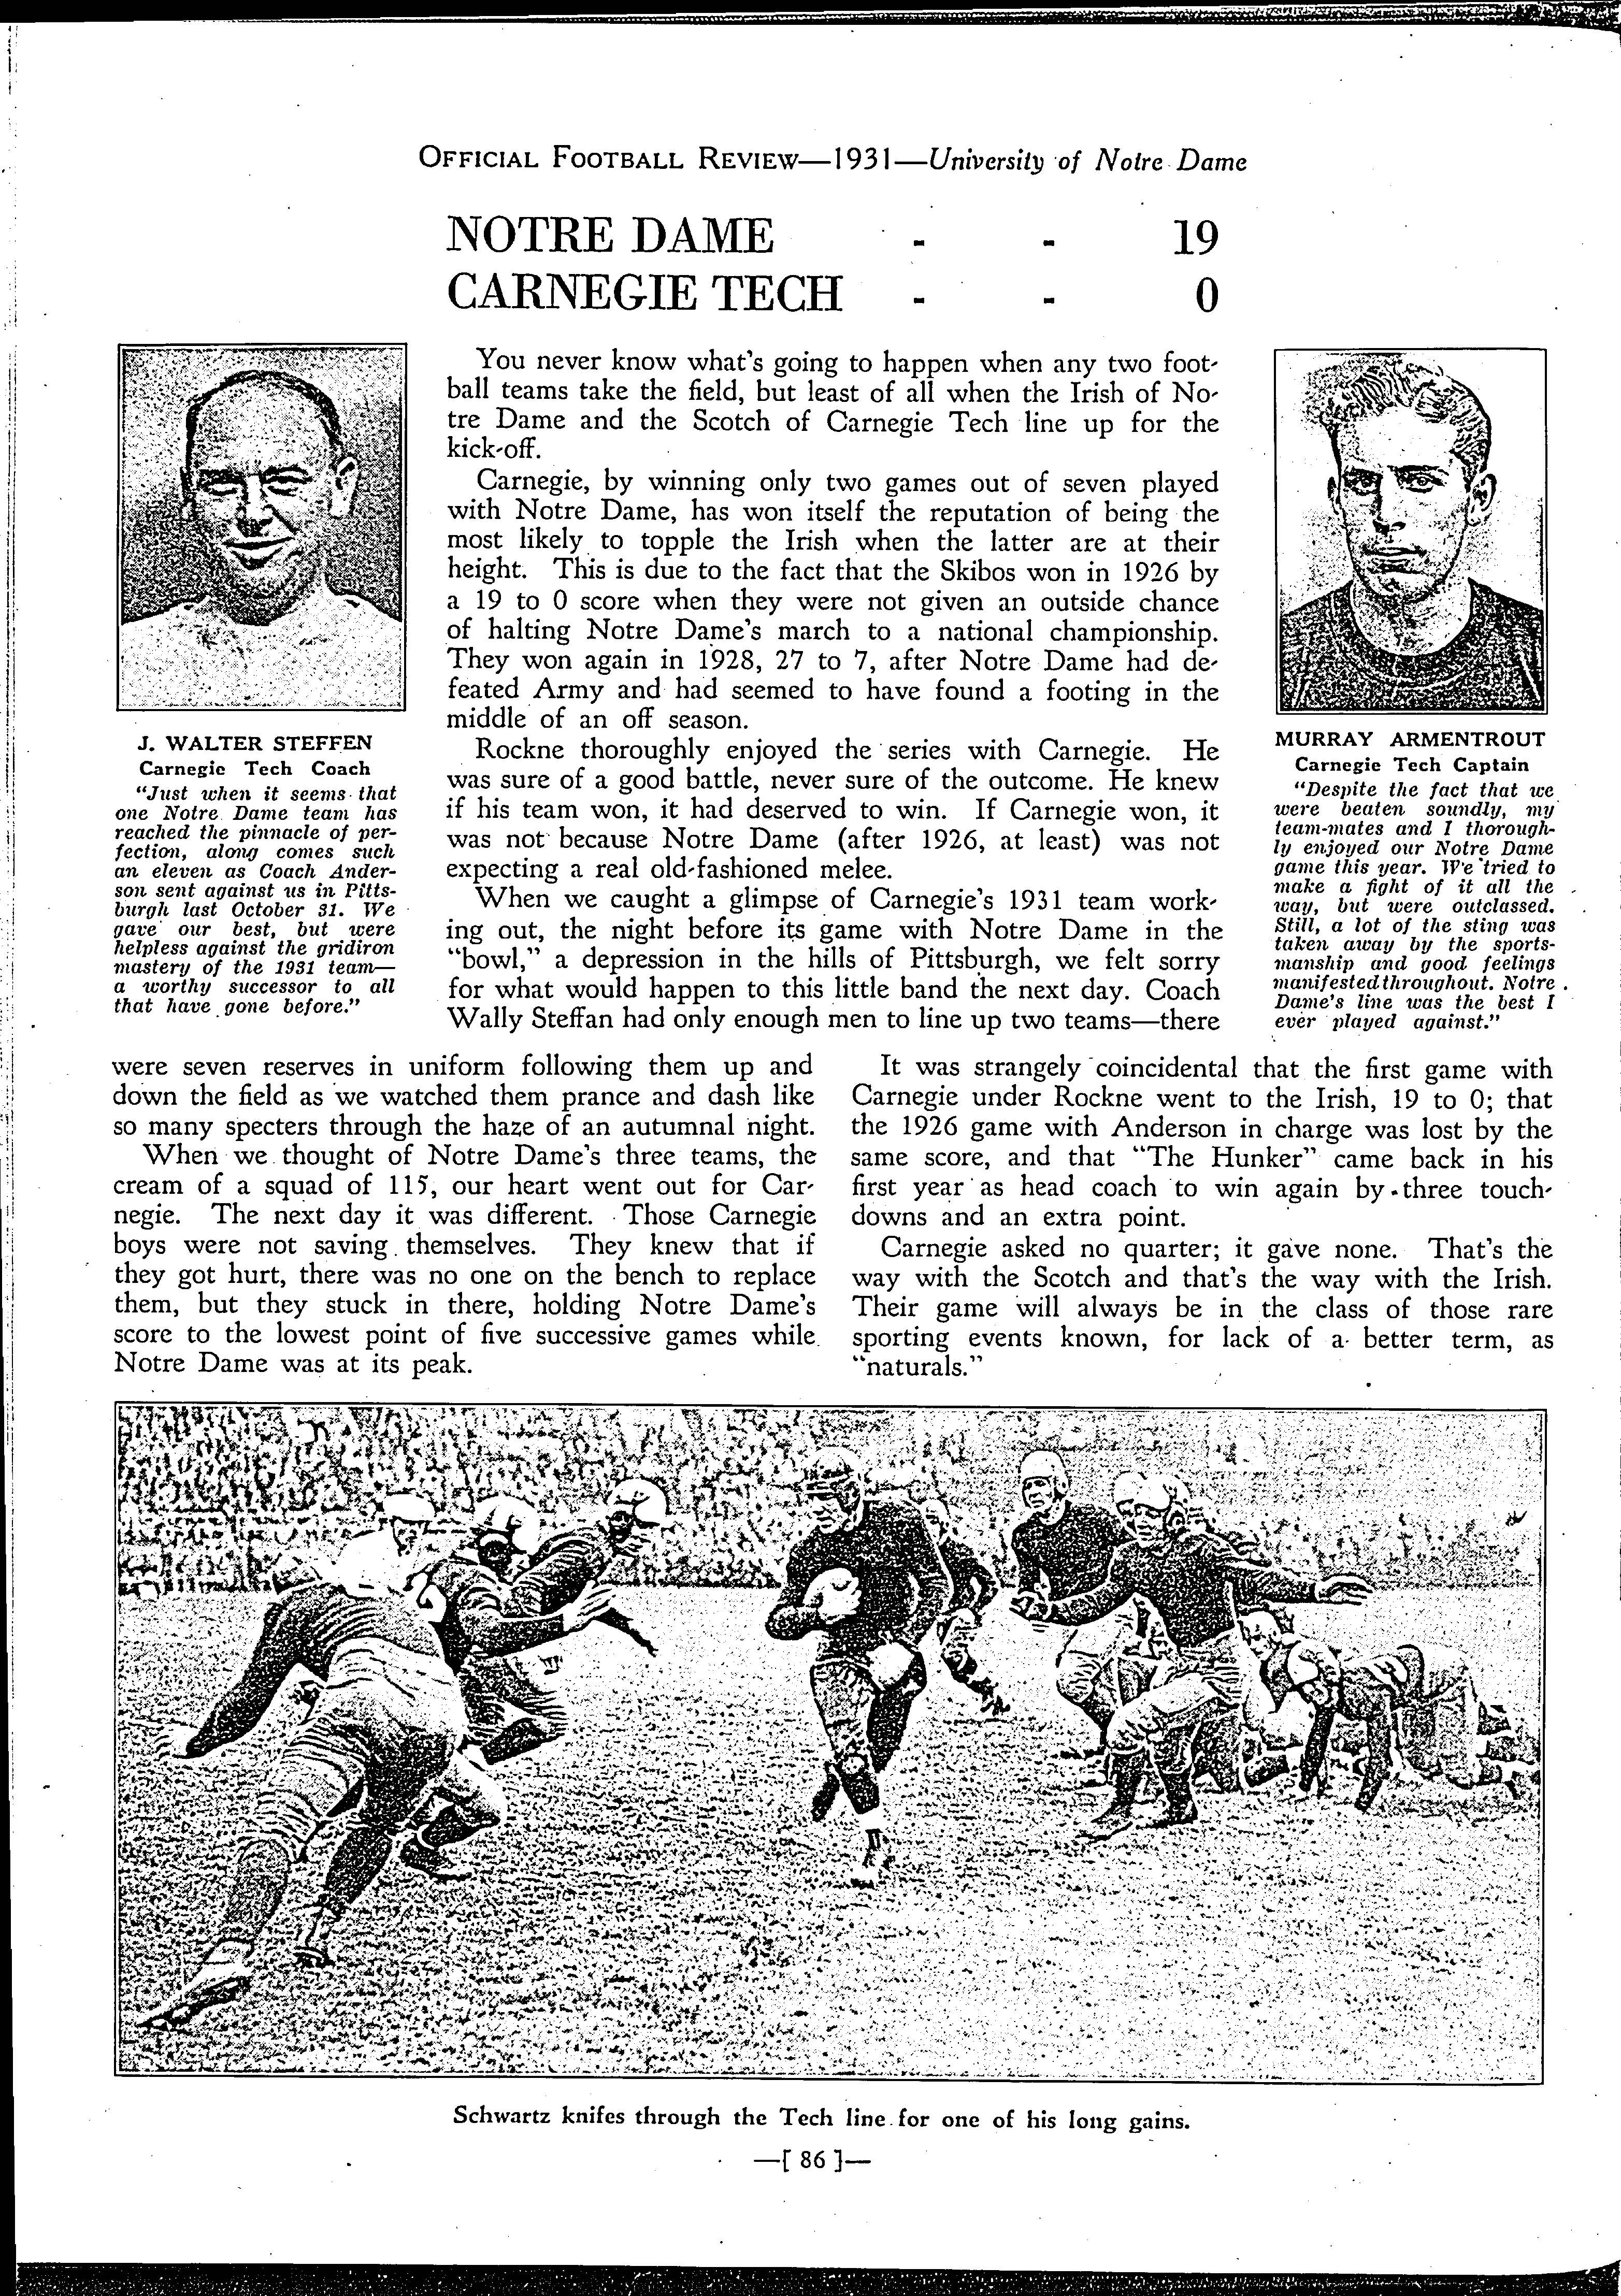 OFFICIAL FOOTBALL REVIEW—1931—University of Notre Dame
NOTRE DAME - - 19
CARNEGIE TECH - - 0
You never know what's going to happen when any two foot-
ball teams take the field, but least of all when the Irish of No-
tre Dame and the Scotch of Carnegie Tech line up for the
kick-off.
Carnegie, by winning only two games out of seven played
with Notre Dame, has won itself the reputation of being the
most likely to topple the Irish when the latter are at their
height. This is due to the fact that the Skibos won in 1926 by
a 19 to 0 score when they were not given an outside chance
of halting Notre Dame's march to a national championship.
They won again in 1928, 27 to 7, after Notre Dame had de-
feated Army and had seemed to have found a footing in the
middle of an off season.
Rockne thoroughly enjoyed the series with Carnegie. He
was sure of a good battle, never sure of the outcome. He knew
if his team won, it had deserved to win. If Carnegie won, it
was not because Notre Dame (after 1926, at least) was not
expecting a real old-fashioned melee.
When we caught a glimpse of Carnegie's 1931 team work-
ing out, the night before its game with Notre Dame in the
"bowl," a depression in the hills of Pittsburgh, we felt sorry
for what would happen to this little band the next day. Coach
Wally Steffan had only enough men to line up two teams—there
J. WALTER STEFFEN
Carnegie Tech Coach
"Just when it seems that
one Notre Dame team has
reached the pinnacle of per-
fection, along comes such
an eleven as Coach Ander-
son sent against us in Pitts-
burgh last October 31. We
gave our best, but were
helpless against the gridiron
mastery of the 1931 team—
a worthy successor to all
that have gone before."
MURRAY ARMENTROUT
Carnegie Tech Captain
"Despite the fact that we
were beaten soundly, my
team-mates and I thorough-
ly enjoyed our Notre Dame
game this year. We tried to
make a fight of it all the
way, but were outclassed.
Still, a lot of the sting was
taken away by the sports-
manship and good feelings
manifested throughout. Notre
Dame's line was the best I
ever played against."
were seven reserves in uniform following them up and
down the field as we watched them prance and dash like
so many specters through the haze of an autumnal night.
When we thought of Notre Dame's three teams, the
cream of a squad of 115, our heart went out for Car-
negie. The next day it was different. Those Carnegie
boys were not saving themselves. They knew that if
they got hurt, there was no one on the bench to replace
them, but they stuck in there, holding Notre Dame's
score to the lowest point of five successive games while
Notre Dame was at its peak.
It was strangely coincidental that the first game with
Carnegie under Rockne went to the Irish, 19 to 0; that
the 1926 game with Anderson in charge was lost by the
same score, and that "The Hunker" came back in his
first year as head coach to win again by three touch-
downs and an extra point.
Carnegie asked no quarter; it gave none. That's the
way with the Scotch and that's the way with the Irish.
Their game will always be in the class of those rare
sporting events known, for lack of a better term, as
"naturals."
Schwartz knifes through the Tech line for one of his long gains.
—[ 86 ]—